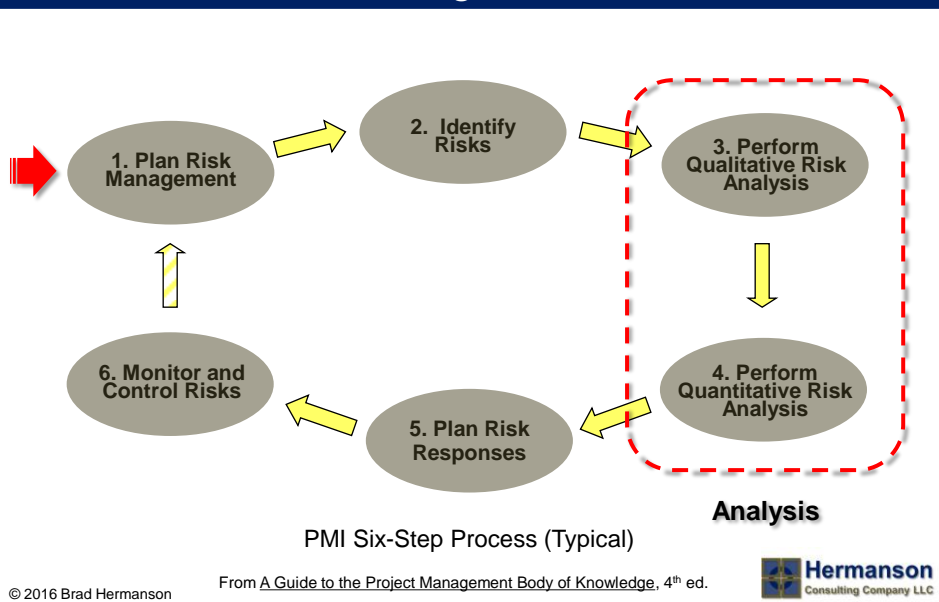 1. Plan Risk
Management
2. Identify
Risks
3. Perform
Qualitative Risk
Analysis
4. Perform
Quantitative Risk
Analysis
5. Plan Risk
Responses
6. Monitor and
Control Risks
Analysis
PMI Six-Step Process (Typical)
From A Guide to the Project Management Body of Knowledge, 4th ed.
© 2016 Brad Hermanson
Hermanson
Consulting Company LLC